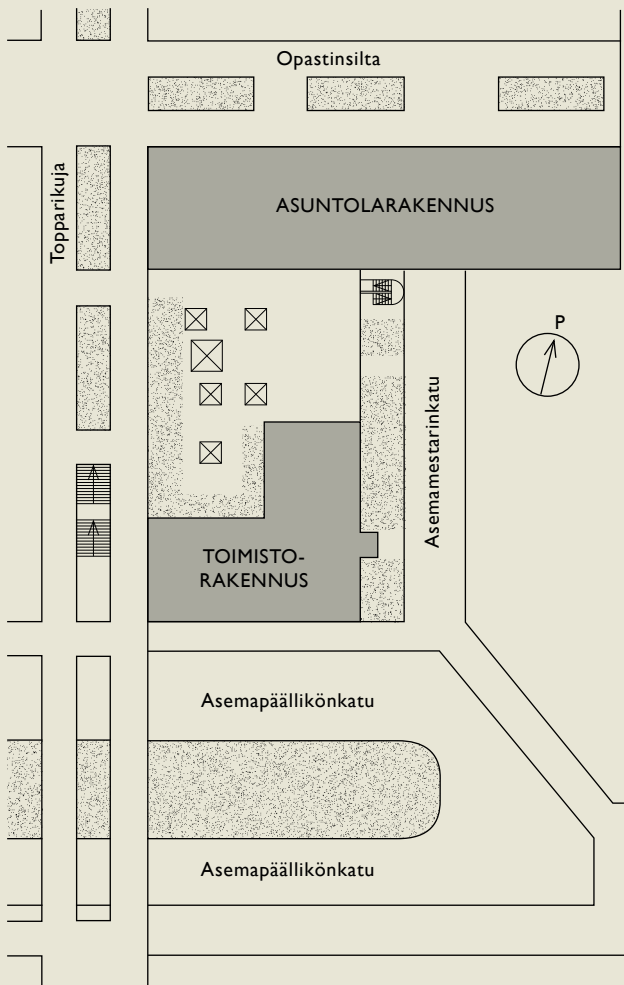 Opastinsilta
Topparikuja
ASUNTOLARAKENNUS
P
Asemamestarinkatu
TOIMISTO-
RAKENNUS
Asemapäällikönkatu
Asemapäällikönkatu